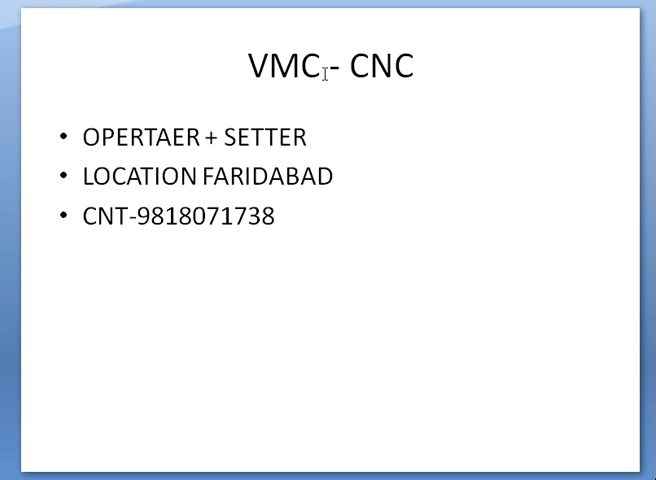 VMC - CNC
• OPERTAER + SETTER
• LOCATION FARIDABAD
• CNT-9818071738